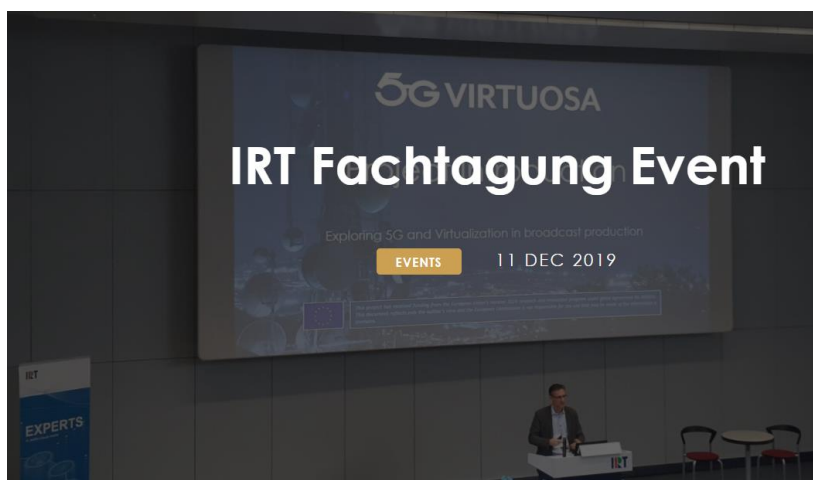 5G VIRTUOSA
IRT Fachtagung Event
Exploring 5G and Virtualization in broadcast production
EVENTS
11 DEC 2019
IRT
EXPERTS
IRT